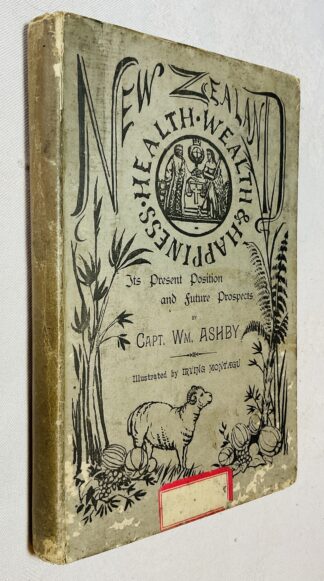 NEW ZEALAND
HEALTH · WEALTH & HAPPINESS ·
Its Present Position
and Future Prospects
BY
CAPT. WM. ASHBY
Illustrated by IRVING MONTAGU